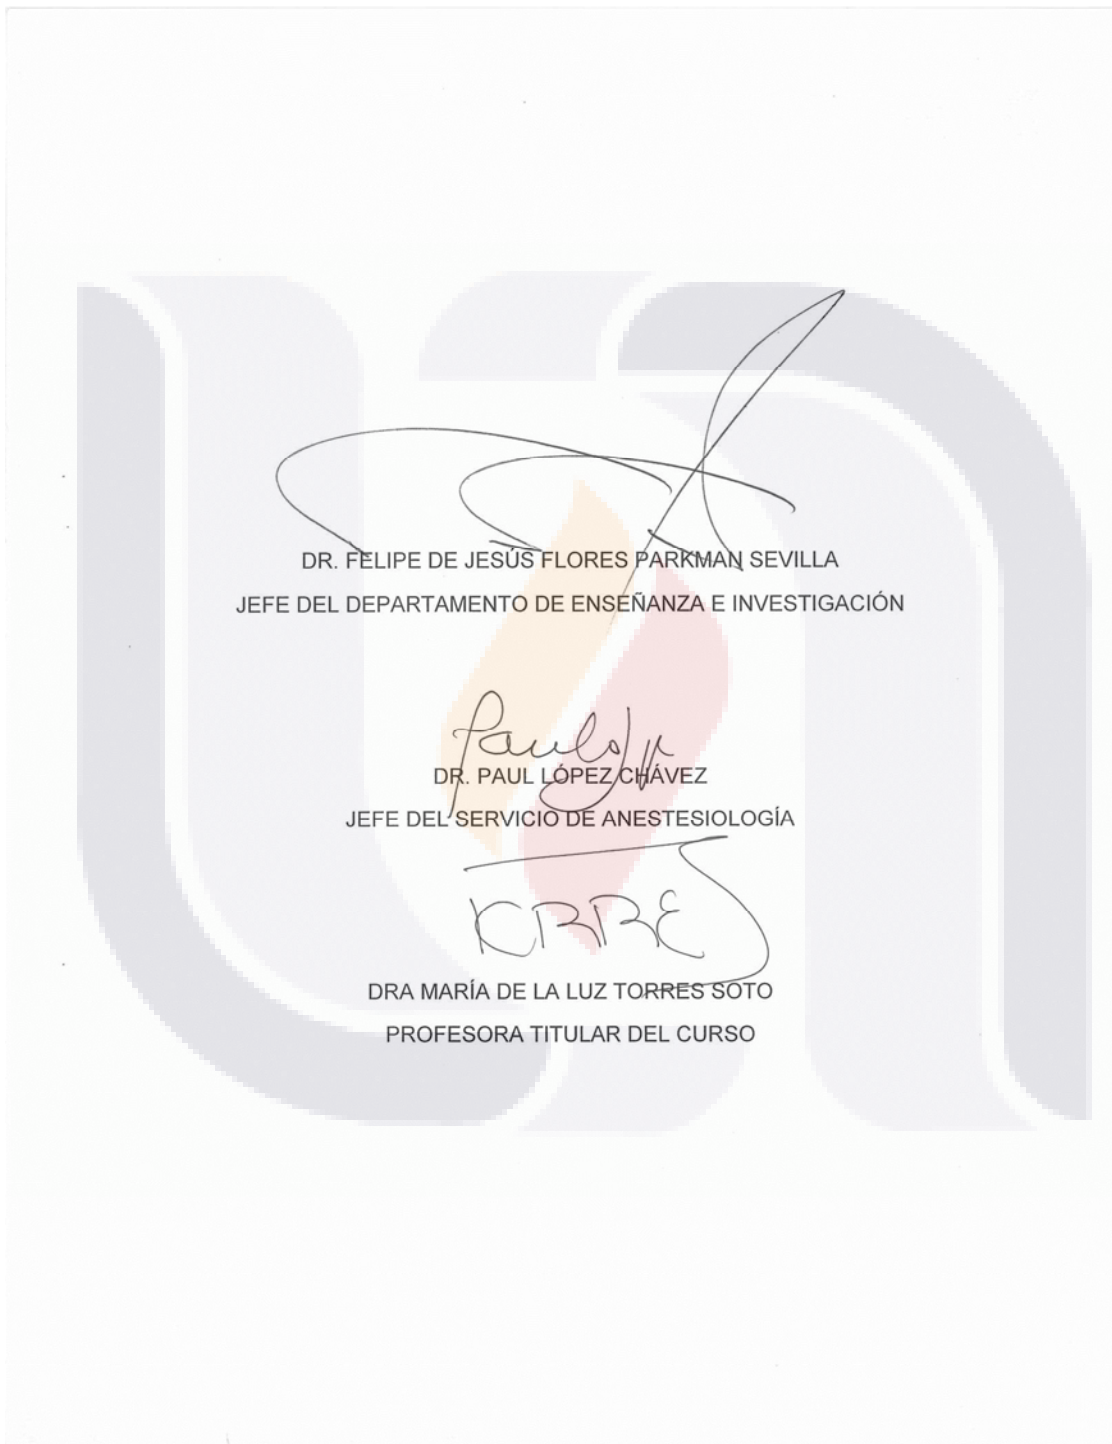 DR. FELIPE DE JESÚS FLORES PARKMAN SEVILLA
JEFE DEL DEPARTAMENTO DE ENSEÑANZA E INVESTIGACIÓN
DR. PAUL LÓPEZ CHÁVEZ
JEFE DEL SERVICIO DE ANESTESIOLOGÍA
DRA MARÍA DE LA LUZ TORRES SOTO
PROFESORA TITULAR DEL CURSO